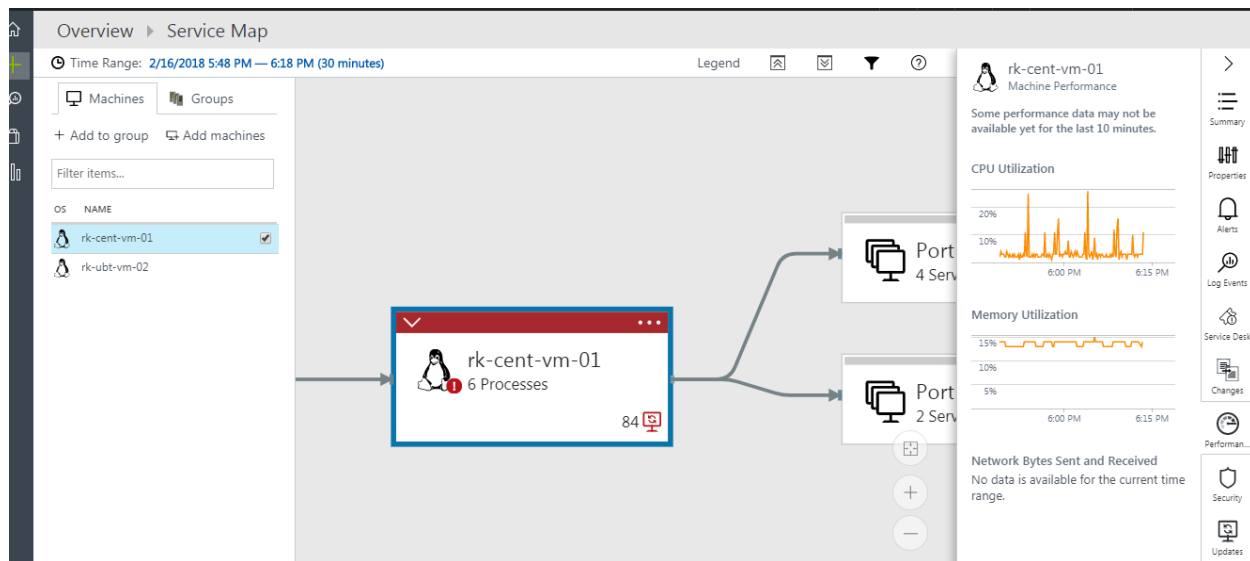 Overview Service Map
Time Range: 2/16/2018 5:48 PM — 6:18 PM (30 minutes)
Legend
?
Machines
Groups
+ Add to group
Add machines
Filter items...
OS NAME
rk-cent-vm-01
rk-ubt-vm-02
rk-cent-vm-01
6 Processes
84
Port
4 Serv
Port
2 Serv
rk-cent-vm-01
Machine Performance
Some performance data may not be
available yet for the last 10 minutes.
CPU Utilization
20%
10%
6:00 PM 6:15 PM
Memory Utilization
15%
10%
5%
6:00 PM 6:15 PM
Network Bytes Sent and Received
No data is available for the current time
range.
Summary
Properties
Alerts
Log Events
Service Desk
Changes
Performan...
Security
Updates